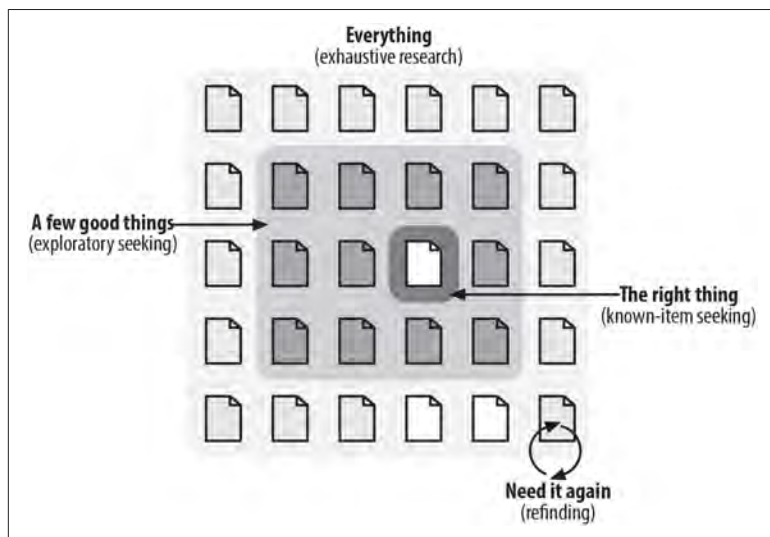 Everything
(exhaustive research)
A few good things
(exploratory seeking)
The right thing
(known-item seeking)
Need it again
(refinding)